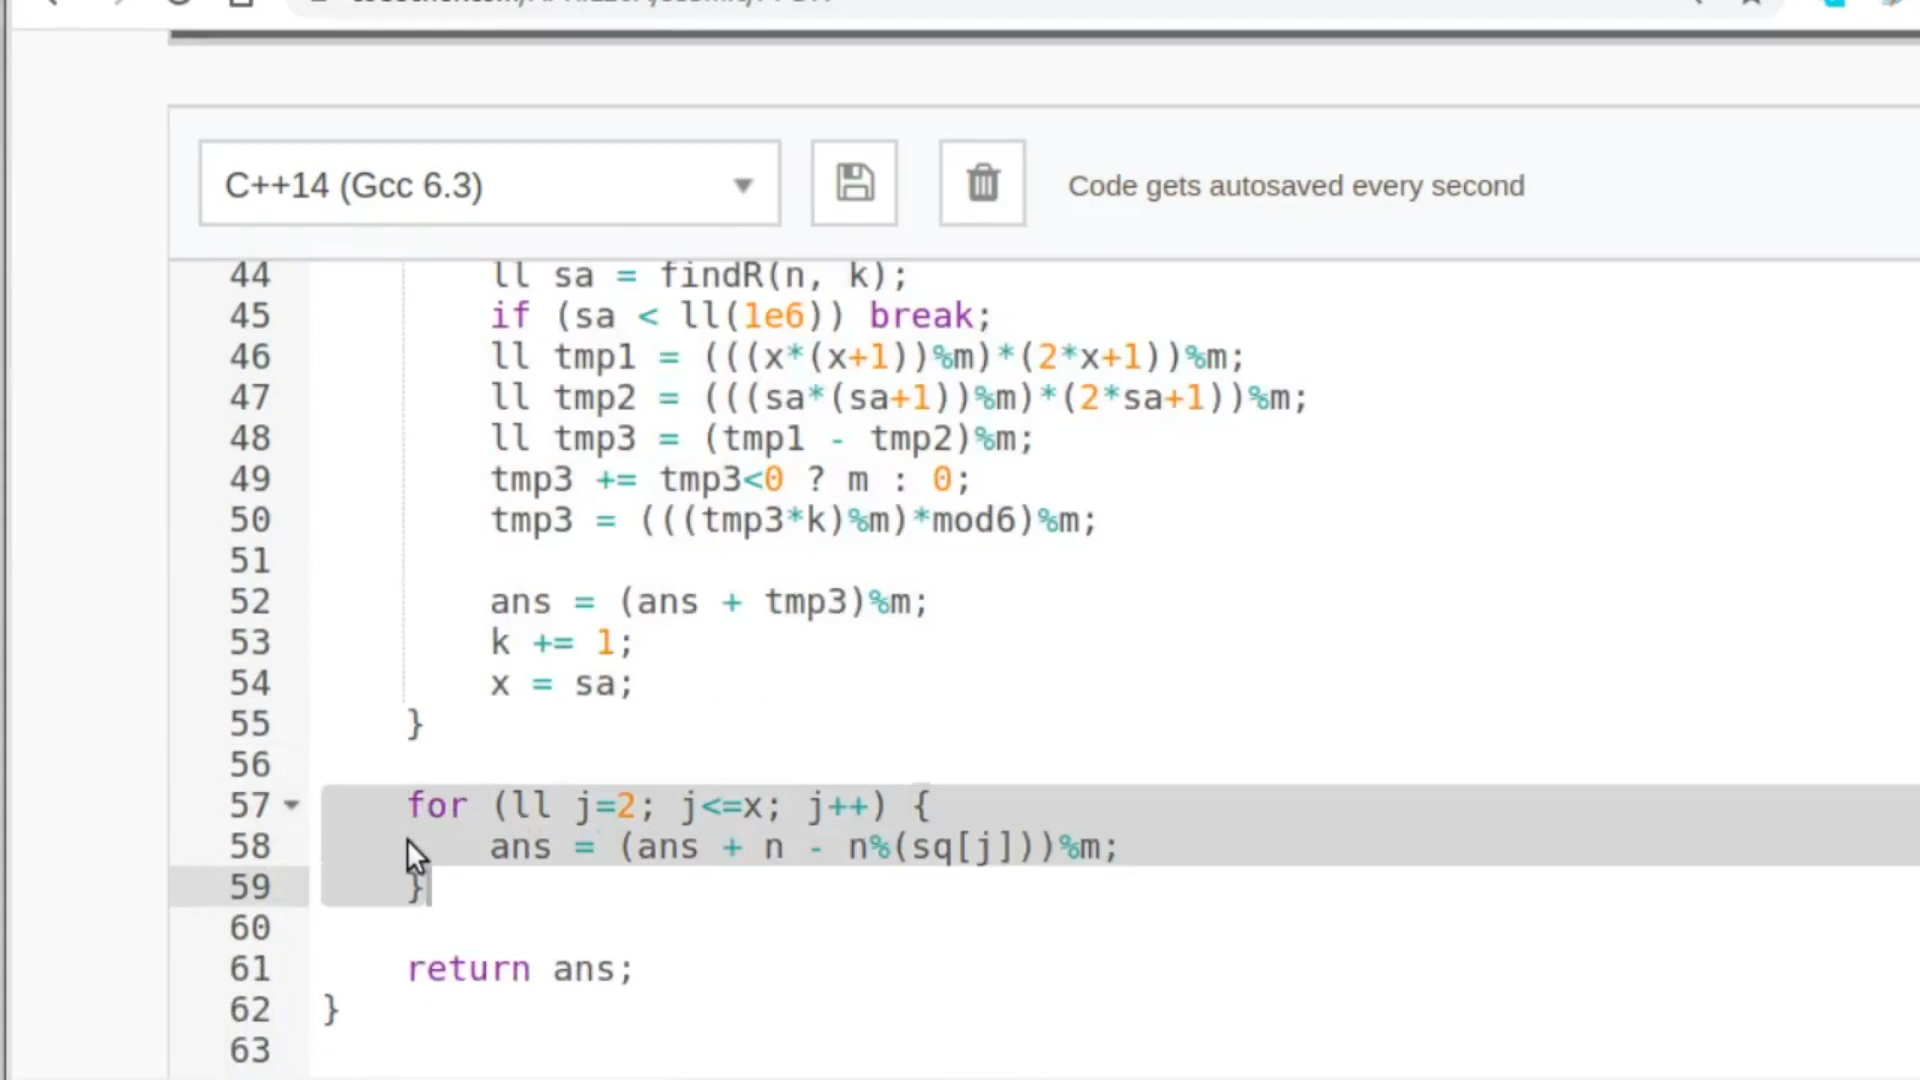 C++14 (Gcc 6.3)
Code gets autosaved every second
44 ll sa = findR(n, k);
45 if (sa < ll(1e6)) break;
46 ll tmp1 = (((x*(x+1))%m)*(2*x+1))%m;
47 ll tmp2 = (((sa*(sa+1))%m)*(2*sa+1))%m;
48 ll tmp3 = (tmp1 - tmp2)%m;
49 tmp3 += tmp3<0 ? m : 0;
50 tmp3 = (((tmp3*k)%m)*mod6)%m;
51
52 ans = (ans + tmp3)%m;
53 k += 1;
54 x = sa;
55 }
56
57 for (ll j=2; j<=x; j++) {
58 ans = (ans + n - n%(sq[j]))%m;
59 }
60
61 return ans;
62 }
63